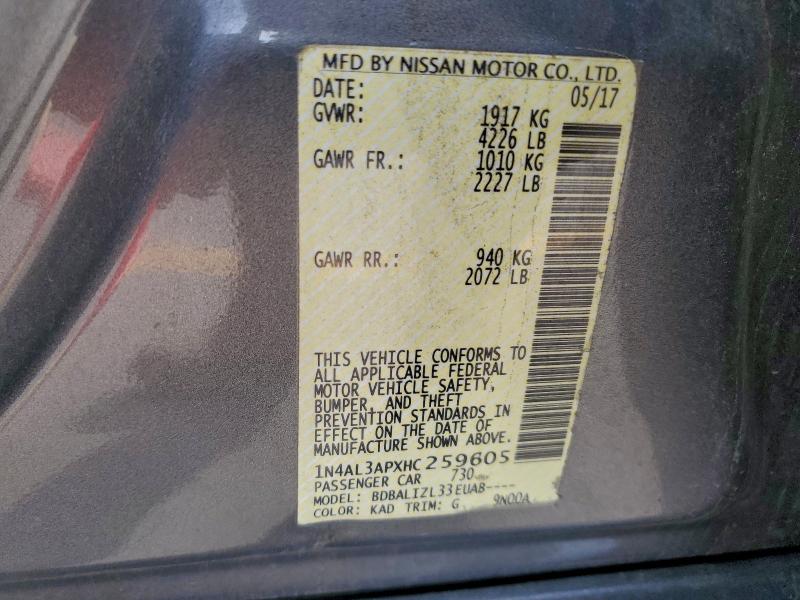 MFD BY NISSAN MOTOR CO., LTD.
DATE: 05/17
GVWR: 1917 KG
4226 LB
GAWR FR.: 1010 KG
2227 LB
GAWR RR.: 940 KG
2072 LB
THIS VEHICLE CONFORMS TO
ALL APPLICABLE FEDERAL
MOTOR VEHICLE SAFETY,
BUMPER, AND THEFT
PREVENTION STANDARDS IN
EFFECT ON THE DATE OF
MANUFACTURE SHOWN ABOVE.
1N4AL3APXHC 259605
PASSENGER CAR 730
MODEL: BDBALIZL33EUAB----
COLOR: KAD TRIM: G 9N00A